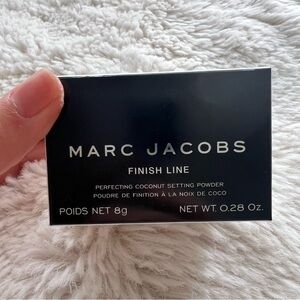 MARC JACOBS
FINISH LINE
PERFECTING COCONUT SETTING POWDER
POUDRE DE FINITION À LA NOIX DE COCO
POIDS NET 8g NET WT. 0.28 Oz.